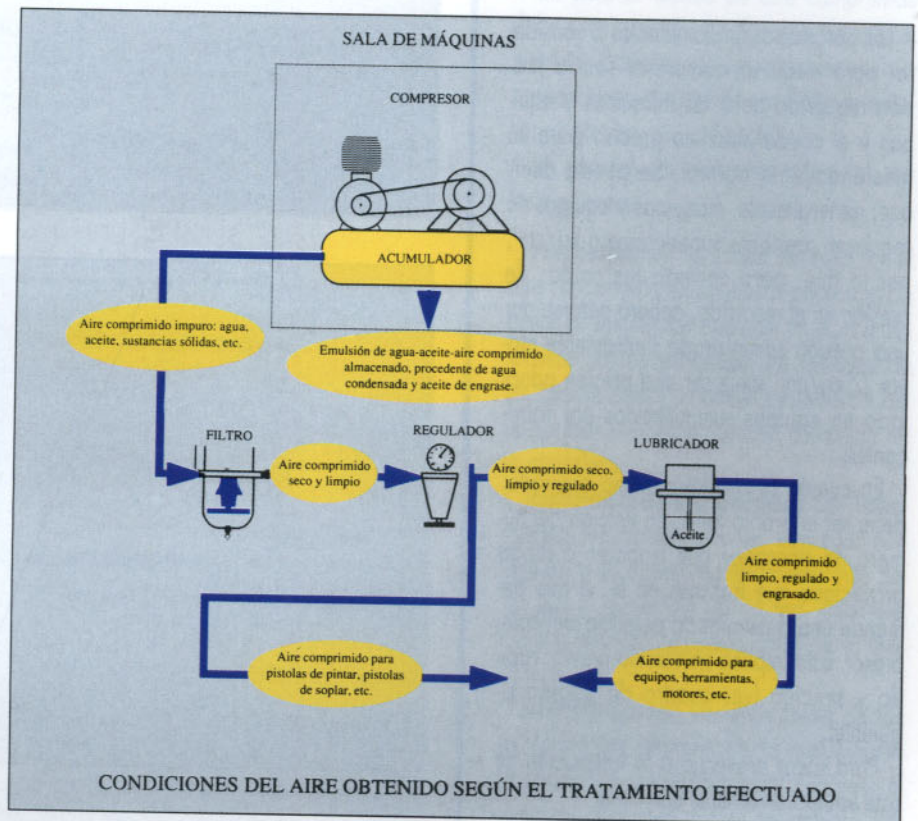 SALA DE MÁQUINAS
COMPRESOR
ACUMULADOR
Aire comprimido impuro: agua,
aceite, sustancias sólidas, etc.
Emulsión de agua-aceite-aire comprimido
almacenado, procedente de agua
condensada y aceite de engrase.
FILTRO
Aire comprimido
seco y limpio
REGULADOR
Aire comprimido seco,
limpio y regulado
LUBRICADOR
Aceite
Aire comprimido
limpio, regulado y
engrasado.
Aire comprimido para
pistolas de pintar, pistolas
de soplar, etc.
Aire comprimido para
equipos, herramientas,
motores, etc.
CONDICIONES DEL AIRE OBTENIDO SEGÚN EL TRATAMIENTO EFECTUADO